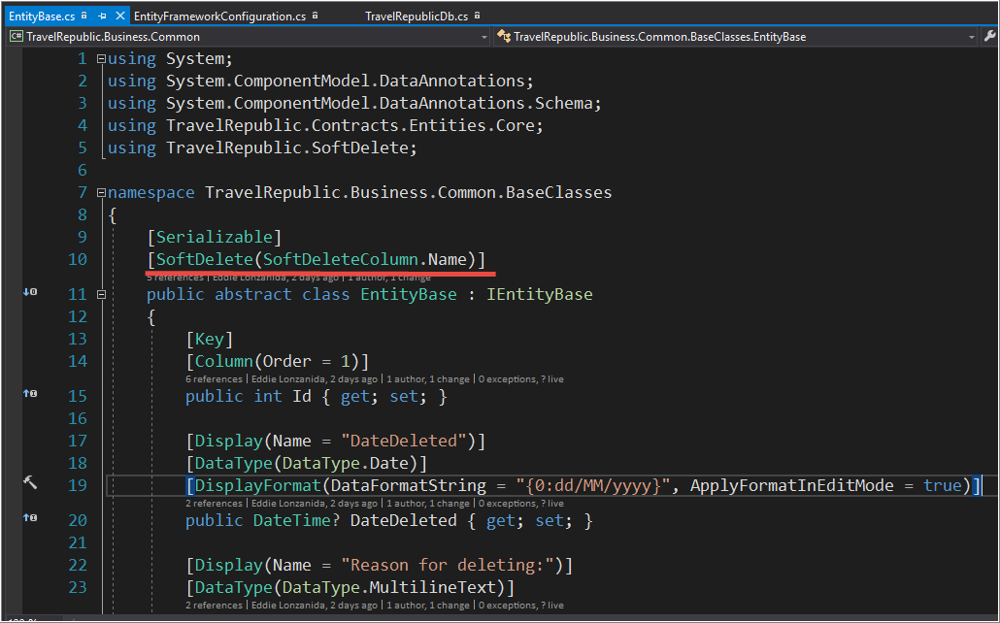 EntityBase.cs EntityFrameworkConfiguration.cs TravelRepublicDb.cs
C# TravelRepublic.Business.Common TravelRepublic.Business.Common.BaseClasses.EntityBase
1 using System;
2 using System.ComponentModel.DataAnnotations;
3 using System.ComponentModel.DataAnnotations.Schema;
4 using TravelRepublic.Contracts.Entities.Core;
5 using TravelRepublic.SoftDelete;
6
7 namespace TravelRepublic.Business.Common.BaseClasses
8 {
9 [Serializable]
10 [SoftDelete(SoftDeleteColumn.Name)]
5 references | Eddie Lonzanida, 2 days ago | 1 author, 1 change
11 public abstract class EntityBase : IEntityBase
12 {
13 [Key]
14 [Column(Order = 1)]
6 references | Eddie Lonzanida, 2 days ago | 1 author, 1 change | 0 exceptions, ? live
15 public int Id { get; set; }
16
17 [Display(Name = "DateDeleted")]
18 [DataType(DataType.Date)]
19 [DisplayFormat(DataFormatString = "{0:dd/MM/yyyy}", ApplyFormatInEditMode = true)]
2 references | Eddie Lonzanida, 2 days ago | 1 author, 1 change | 0 exceptions, ? live
20 public DateTime? DateDeleted { get; set; }
21
22 [Display(Name = "Reason for deleting:")]
23 [DataType(DataType.MultilineText)]
2 references | Eddie Lonzanida, 2 days ago | 1 author, 1 change | 0 exceptions, ? live